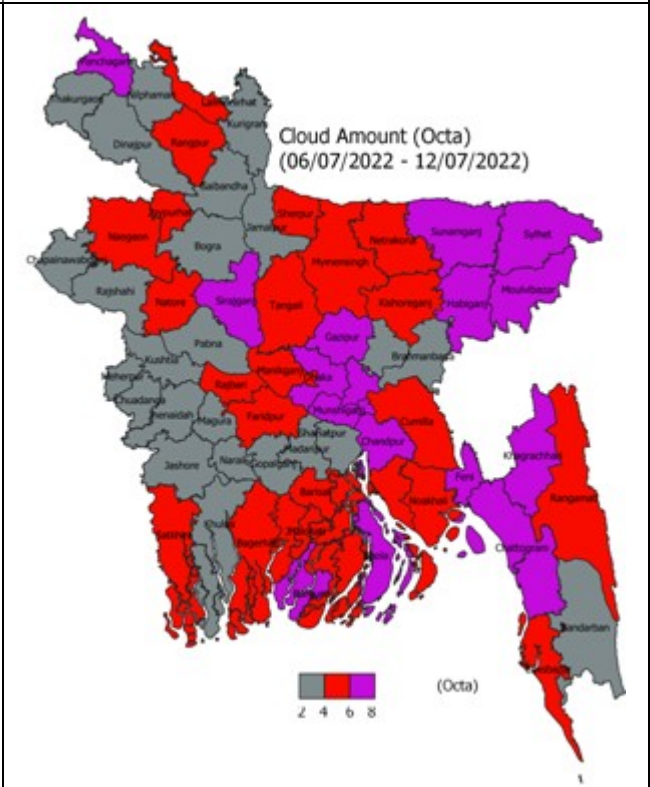 Panchagarh
Thakurgaon
Nilphamari
Lalmonirhat
Kurigram
Dinajpur
Rangpur
Cloud Amount (Octa)
(06/07/2022 - 12/07/2022)
Gaibandha
Joypurhat
Sherpur
Naogaon
Jamalpur
Netrakona
Sunamganj
Sylhet
Bogra
Mymensingh
Rajshahi
Natore
Sirajganj
Tangail
Kishoreganj
Habiganj
Moulvibazar
Gazipur
Pabna
Kushtia
Meherpur
Manikganj
Dhaka
Chuadanga
Rajbari
Jhenaidah
Magura
Faridpur
Munshiganj
Cumilla
Shariatpur
Chandpur
Madaripur
Jashore
Narail
Gopalganj
Khagrachhari
Feni
Rangamati
Barisal
Noakhali
Satkhira
Khulna
Bagerhat
Chattogram
Bandarban
(Octa)
2 4 6 8